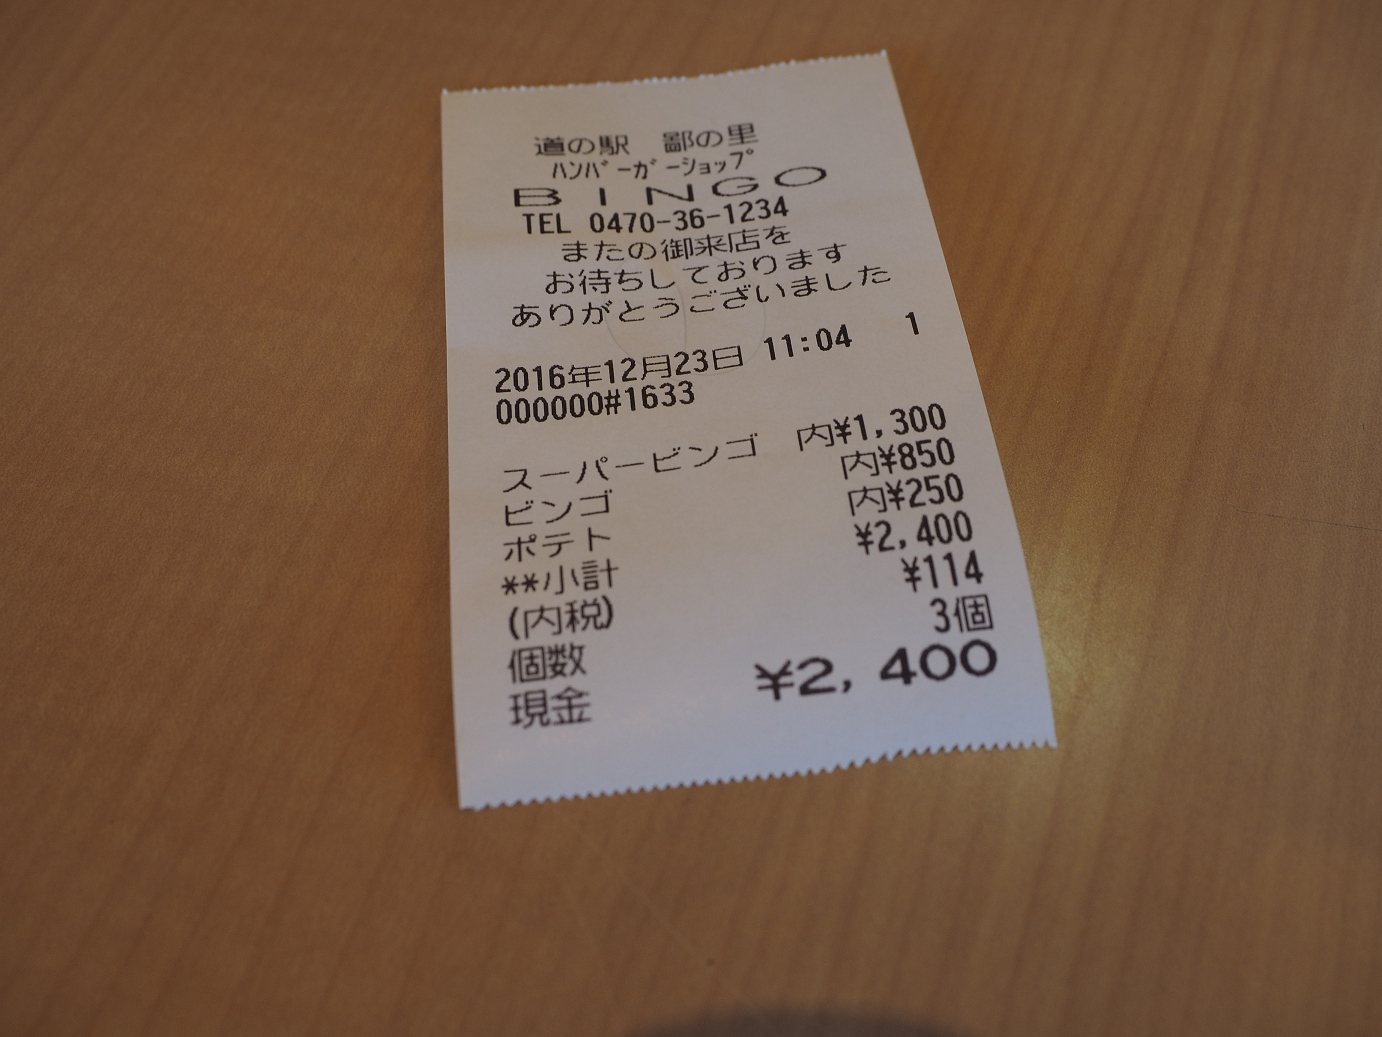 道の駅 鄙の里
ﾊﾝﾊﾞｰｶﾞｰｼｮｯﾌﾟ
BINGO
TEL 0470-36-1234
またの御来店を
お待ちしております
ありがとうございました
2016年12月23日 11:04 1
000000#1633
スーパービンゴ 内¥1,300
ビンゴ 内¥850
ポテト 内¥250
**小計 ¥2,400
(内税) ¥114
個数 3個
現金 ¥2,400